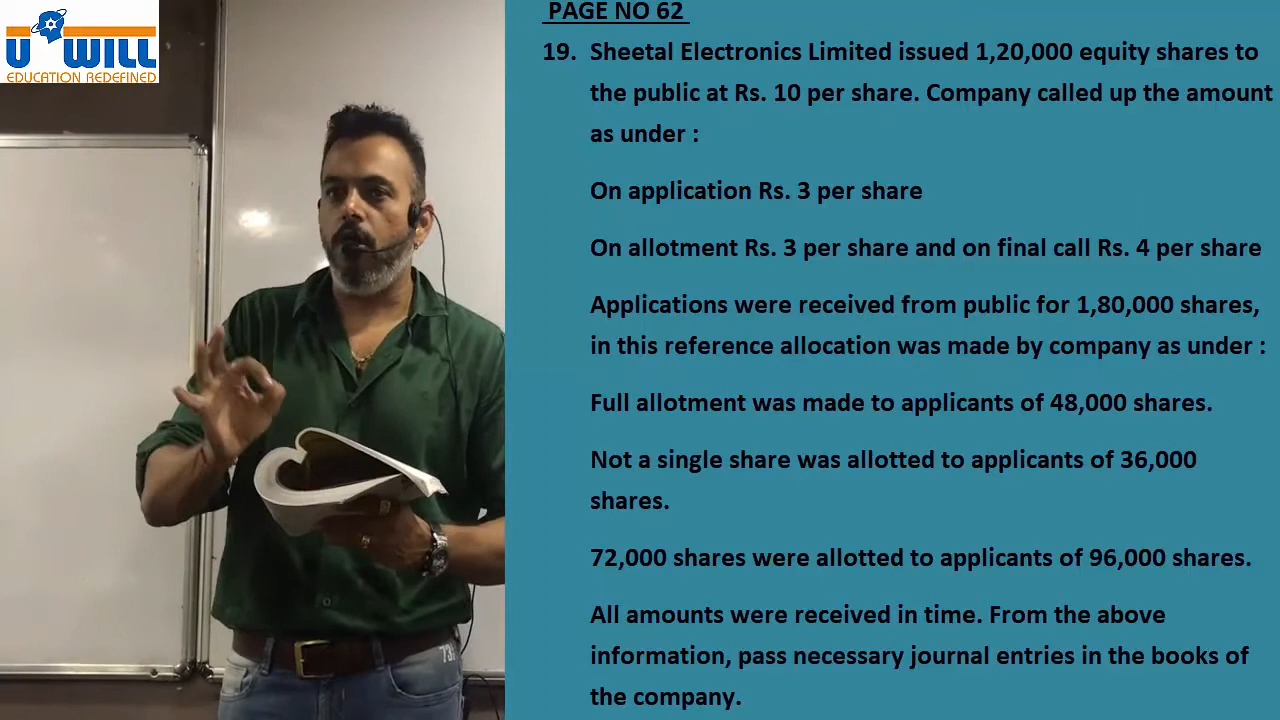 U WILL
EDUCATION REDEFINED
PAGE NO 62
19. Sheetal Electronics Limited issued 1,20,000 equity shares to
the public at Rs. 10 per share. Company called up the amount
as under :
On application Rs. 3 per share
On allotment Rs. 3 per share and on final call Rs. 4 per share
Applications were received from public for 1,80,000 shares,
in this reference allocation was made by company as under :
Full allotment was made to applicants of 48,000 shares.
Not a single share was allotted to applicants of 36,000
shares.
72,000 shares were allotted to applicants of 96,000 shares.
All amounts were received in time. From the above
information, pass necessary journal entries in the books of
the company.